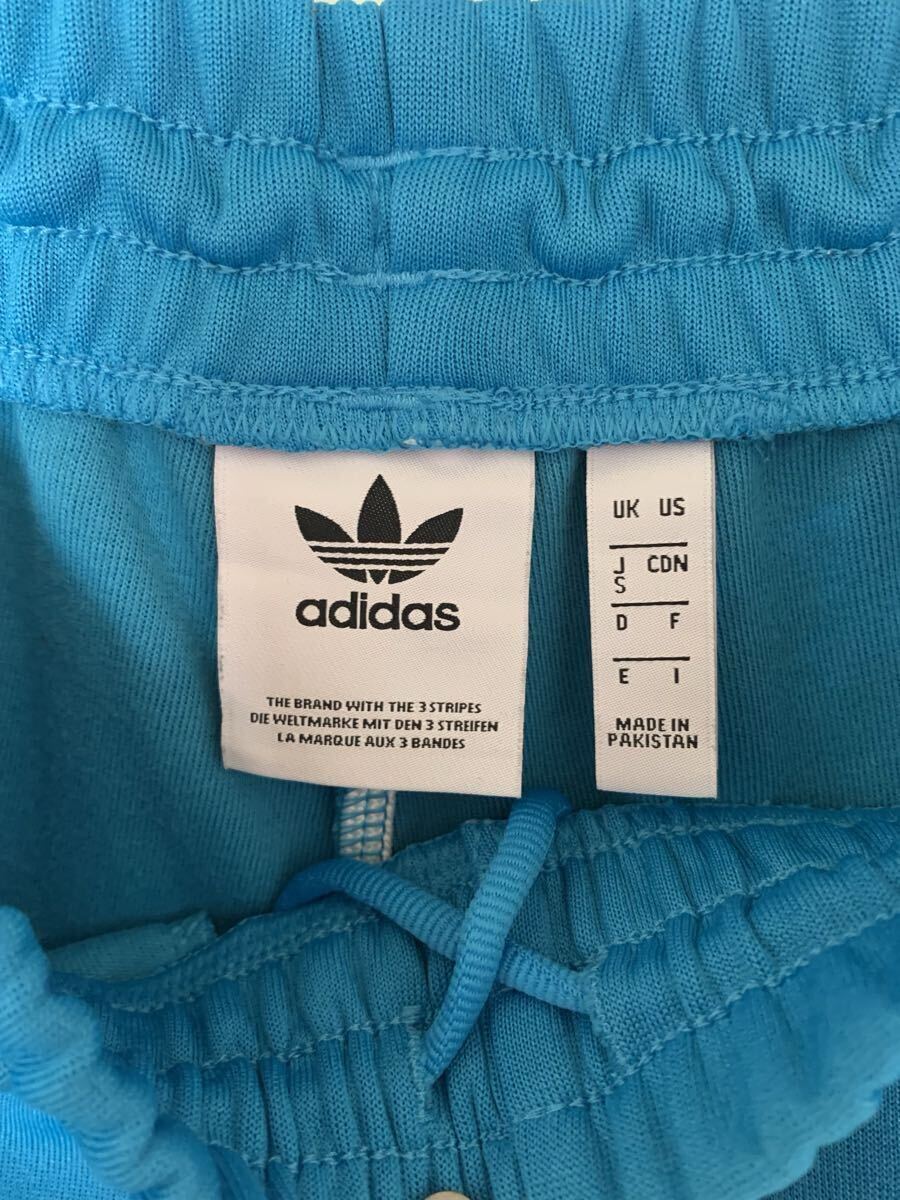 adidas
THE BRAND WITH THE 3 STRIPES
DIE WELTMARKE MIT DEN 3 STREIFEN
LA MARQUE AUX 3 BANDES
UK US
J CDN
S
D F
E I
MADE IN
PAKISTAN